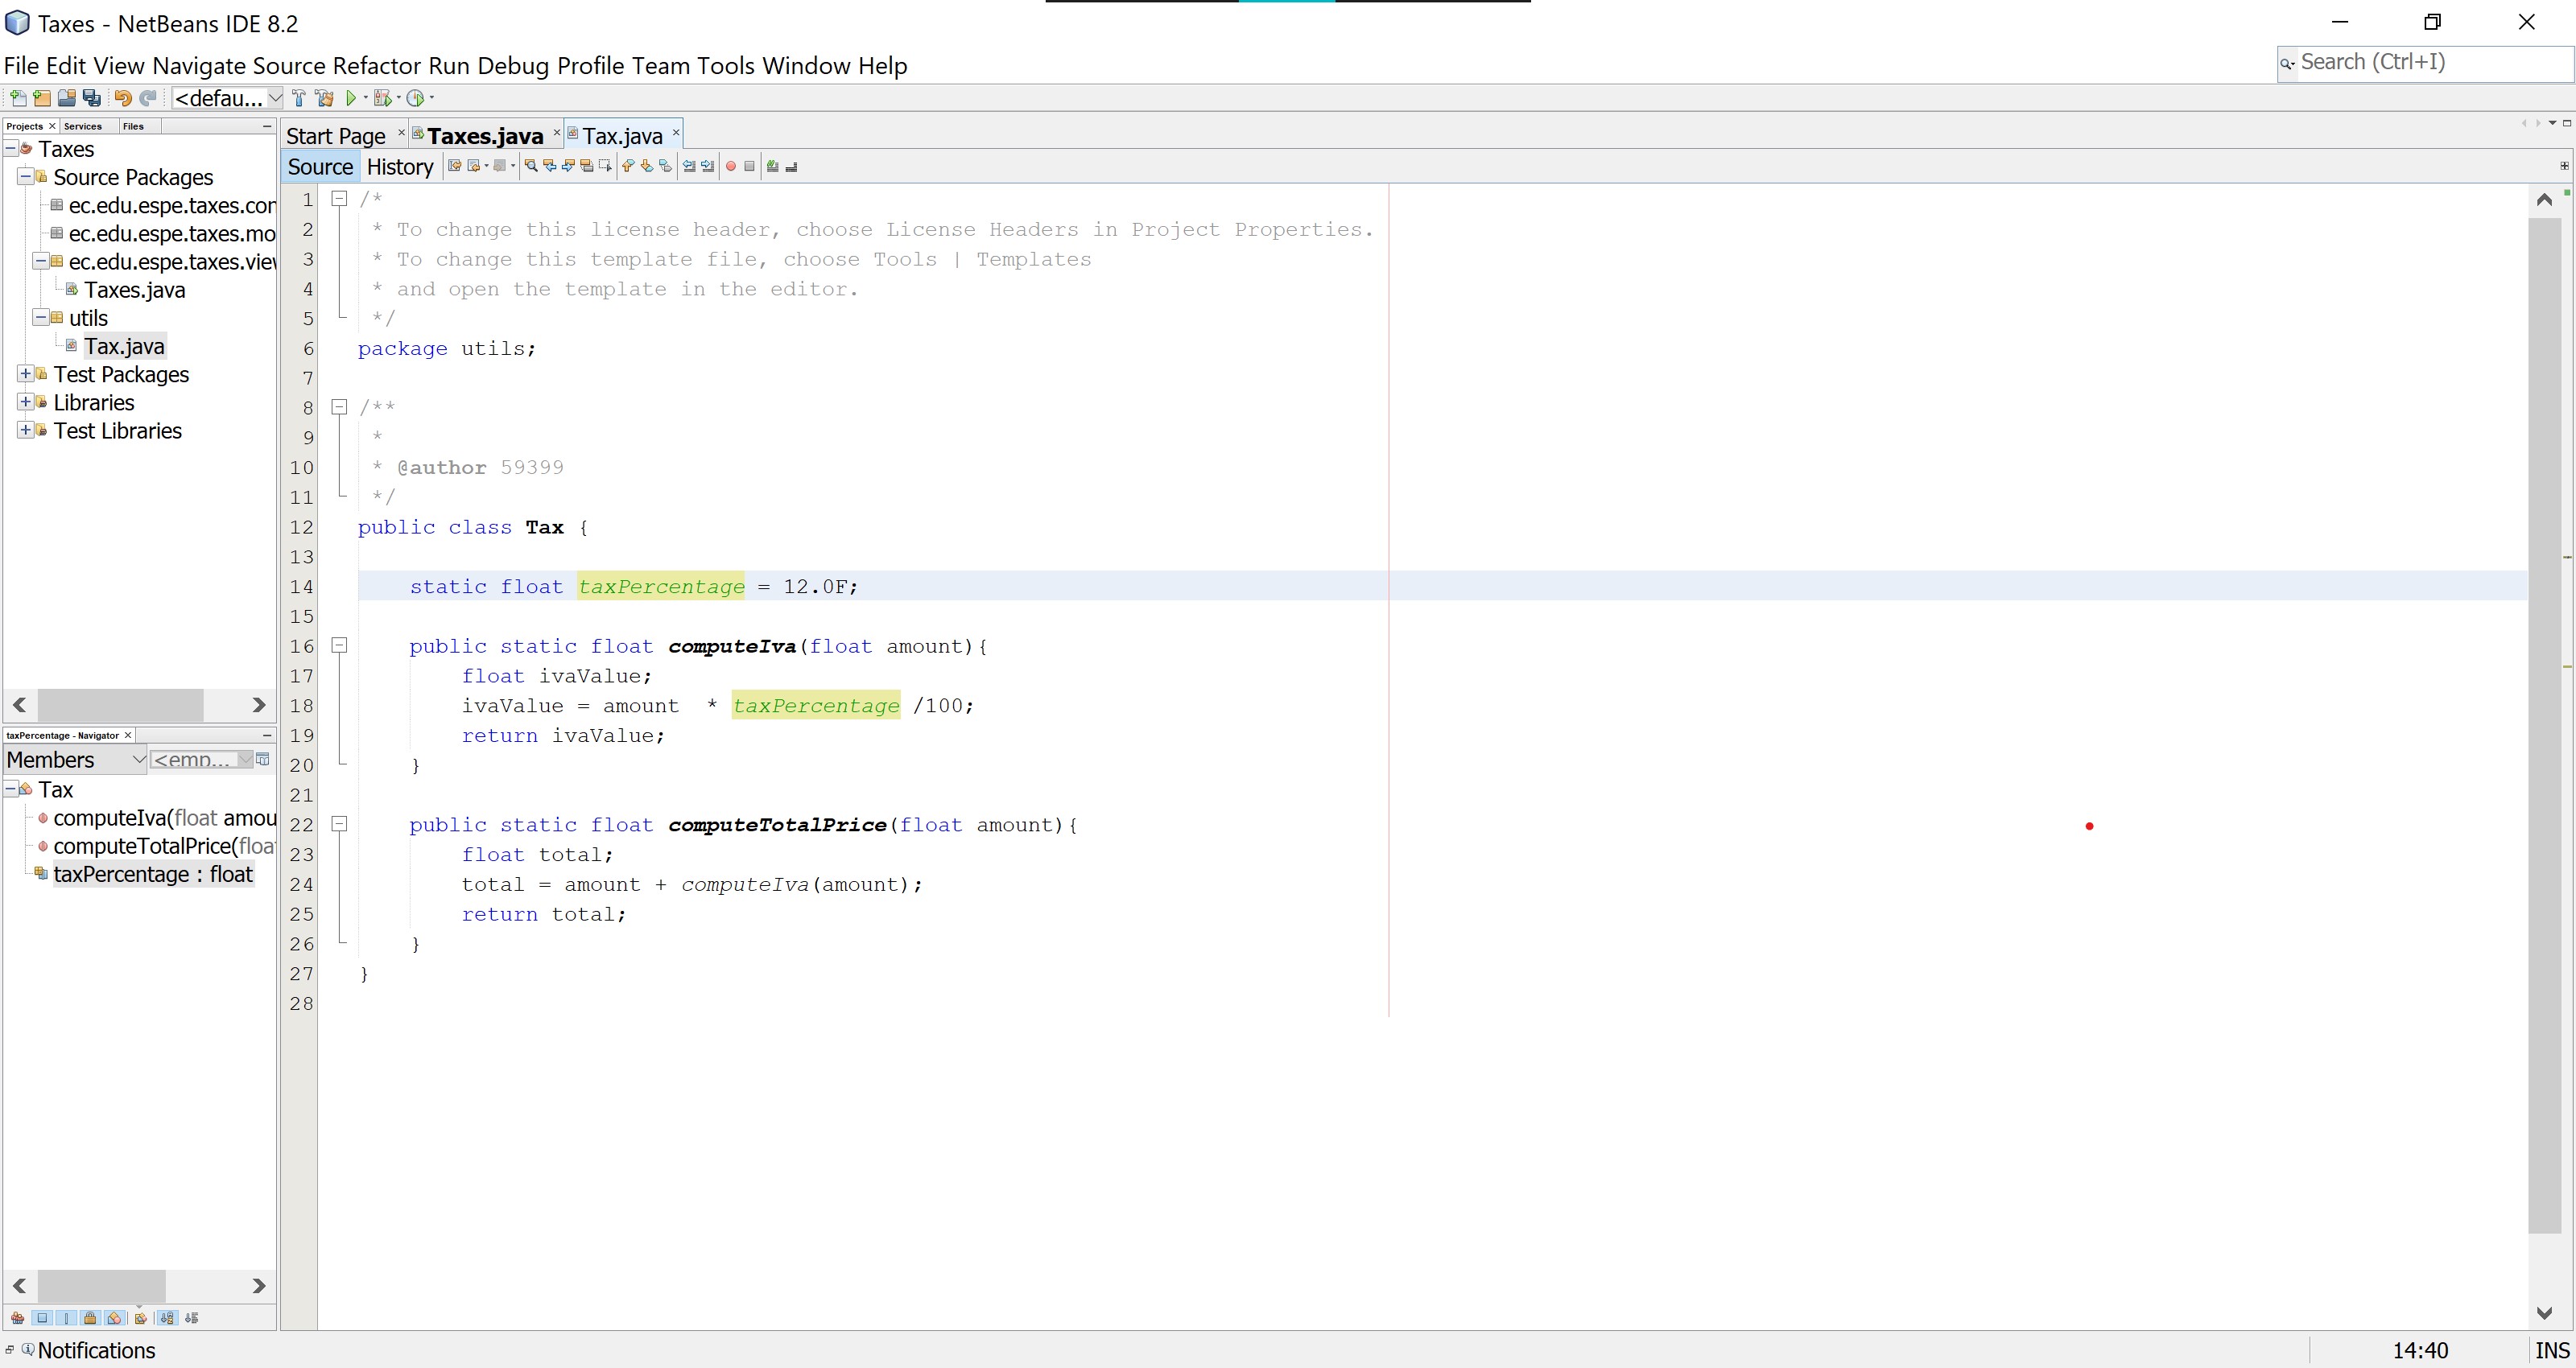 Taxes - NetBeans IDE 8.2
File Edit View Navigate Source Refactor Run Debug Profile Team Tools Window Help
Search (Ctrl+I)
<defau...
Projects Services Files
Taxes
Source Packages
ec.edu.espe.taxes.con
ec.edu.espe.taxes.mo
ec.edu.espe.taxes.view
Taxes.java
utils
Tax.java
Test Packages
Libraries
Test Libraries
taxPercentage - Navigator
Members <emp...
Tax
computeIva(float amou
computeTotalPrice(floa
taxPercentage : float
Start Page Taxes.java Tax.java
Source History
1 /*
2 * To change this license header, choose License Headers in Project Properties.
3 * To change this template file, choose Tools | Templates
4 * and open the template in the editor.
5 */
6 package utils;
7
8 /**
9 *
10 * @author 59399
11 */
12 public class Tax {
13
14 static float taxPercentage = 12.0F;
15
16 public static float computeIva(float amount){
17 float ivaValue;
18 ivaValue = amount  * taxPercentage /100;
19 return ivaValue;
20 }
21
22 public static float computeTotalPrice(float amount){
23 float total;
24 total = amount + computeIva(amount);
25 return total;
26 }
27 }
28
Notifications
14:40 INS